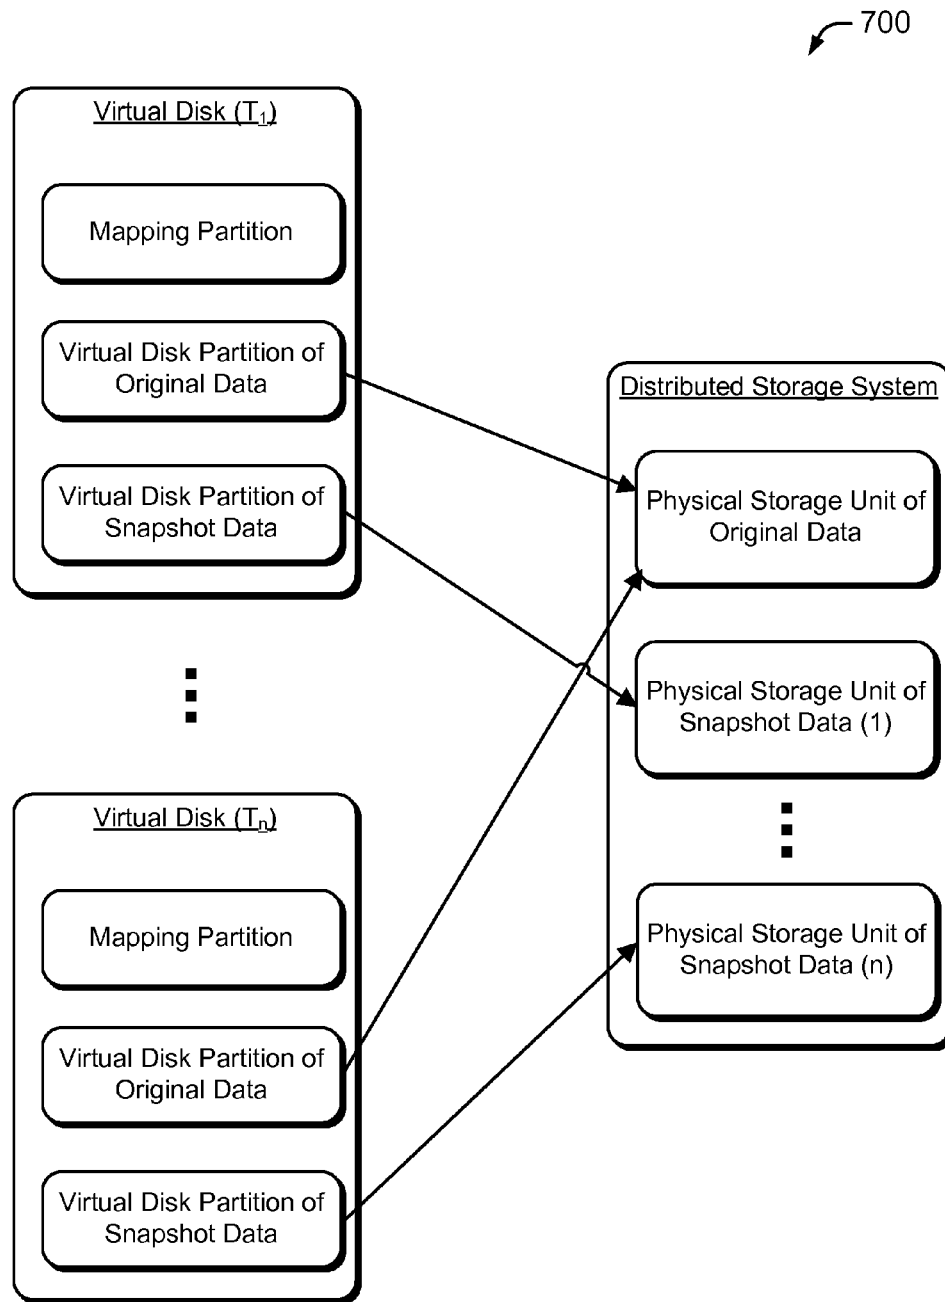 700
Virtual Disk (T1)
Mapping Partition
Virtual Disk Partition of
Original Data
Virtual Disk Partition of
Snapshot Data
Virtual Disk (Tn)
Mapping Partition
Virtual Disk Partition of
Original Data
Virtual Disk Partition of
Snapshot Data
Distributed Storage System
Physical Storage Unit of
Original Data
Physical Storage Unit of
Snapshot Data (1)
Physical Storage Unit of
Snapshot Data (n)